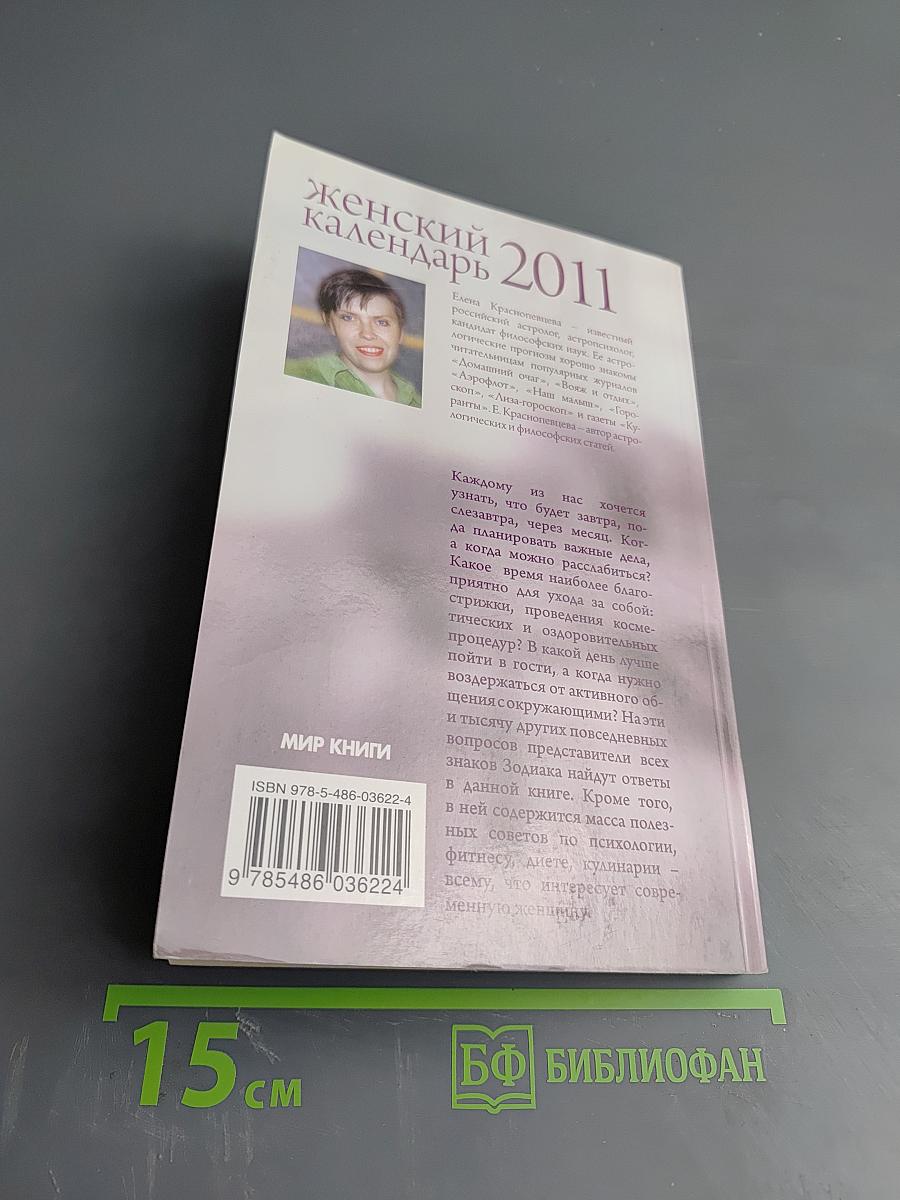 женский
календарь 2011
Елена Краснопевцева – известный
российский астролог, астропсихолог,
кандидат философских наук. Ее астро-
логические прогнозы хорошо знакомы
читательницам популярных журналов
«Домашний очаг», «Вояж и отдых»,
«Аэрофлот», «Наш малыш», «Горо-
скоп», «Лиза-гороскоп» и газеты «Ку-
ранты». Е. Краснопевцева – автор астро-
логических и философских статей.
Каждому из нас хочется
узнать, что будет завтра, по-
слезавтра, через месяц. Ког-
да планировать важные дела,
а когда можно расслабиться?
Какое время наиболее благо-
приятно для ухода за собой:
стрижки, проведения косме-
тических и оздоровительных
процедур? В какой день лучше
пойти в гости, а когда нужно
воздержаться от активного об-
щения с окружающими? На эти
и тысячу других повседневных
вопросов представители всех
знаков Зодиака найдут ответы
в данной книге. Кроме того,
в ней содержится масса полез-
ных советов по психологии,
фитнесу, диете, кулинарии –
всему, что интересует совре-
менную женщину.
МИР КНИГИ
ISBN 978-5-486-03622-4
9 785486 036224
15 см
БФ БИБЛИОФАН